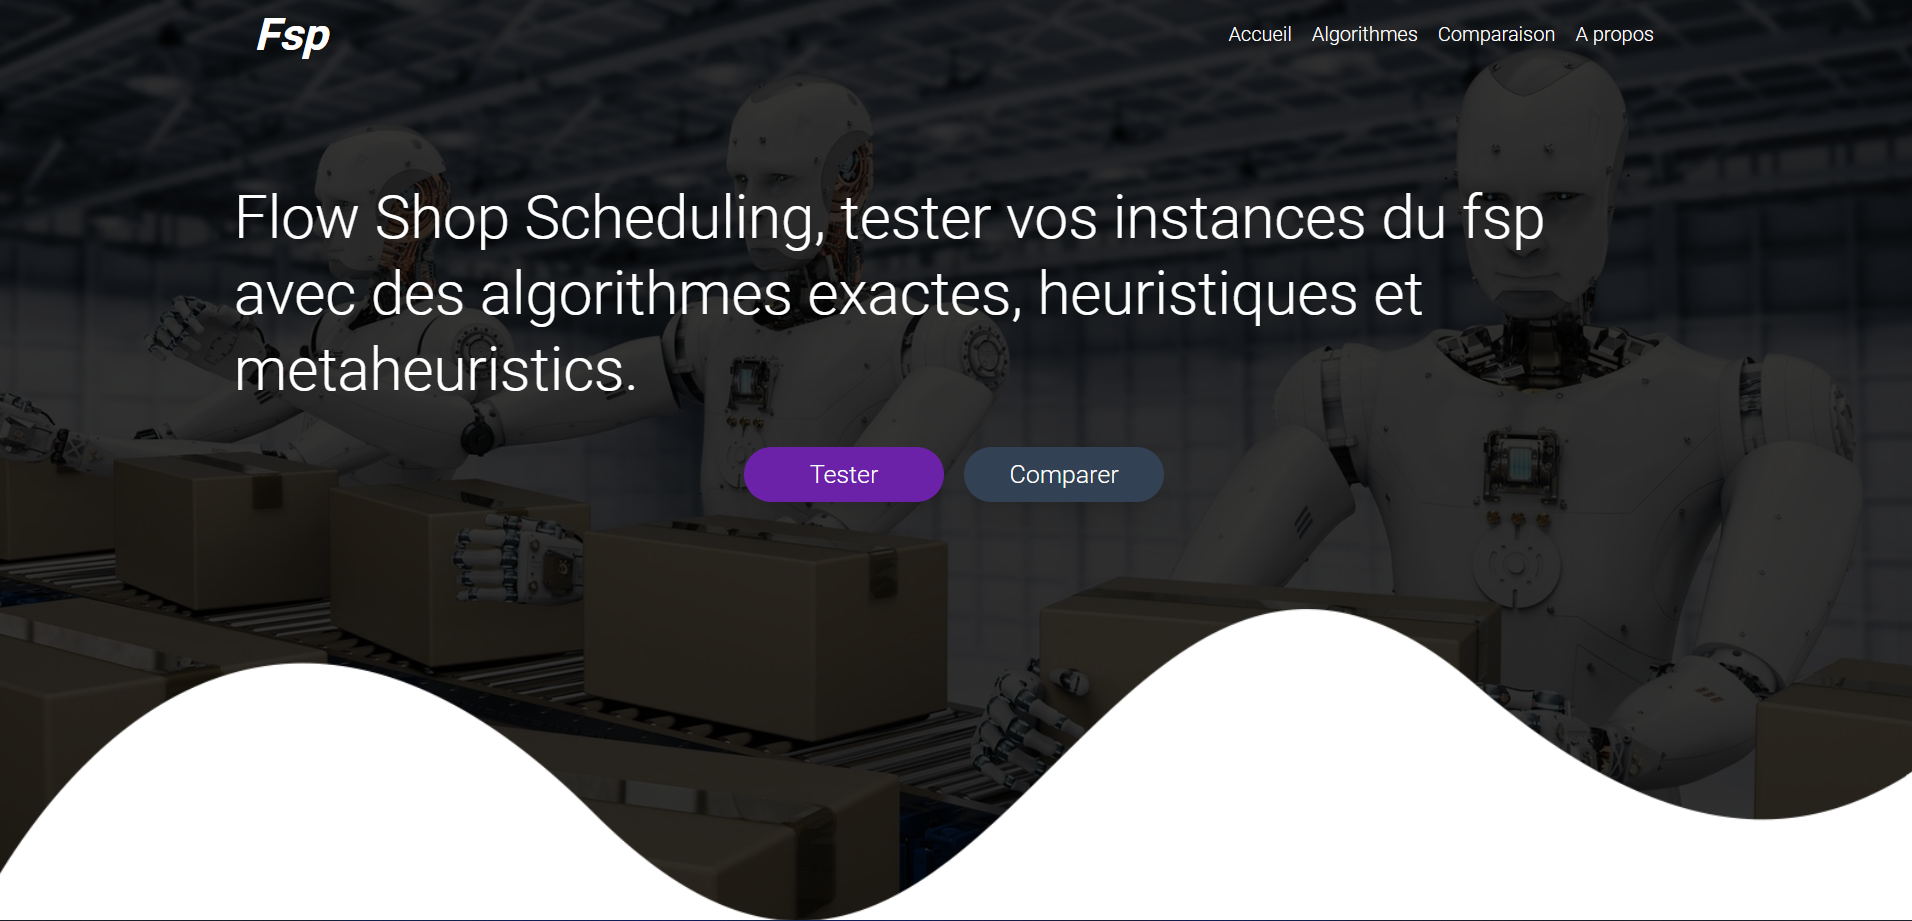 Fsp
Accueil Algorithmes Comparaison A propos
Flow Shop Scheduling, tester vos instances du fsp
avec des algorithmes exactes, heuristiques et
metaheuristics.
Tester Comparer